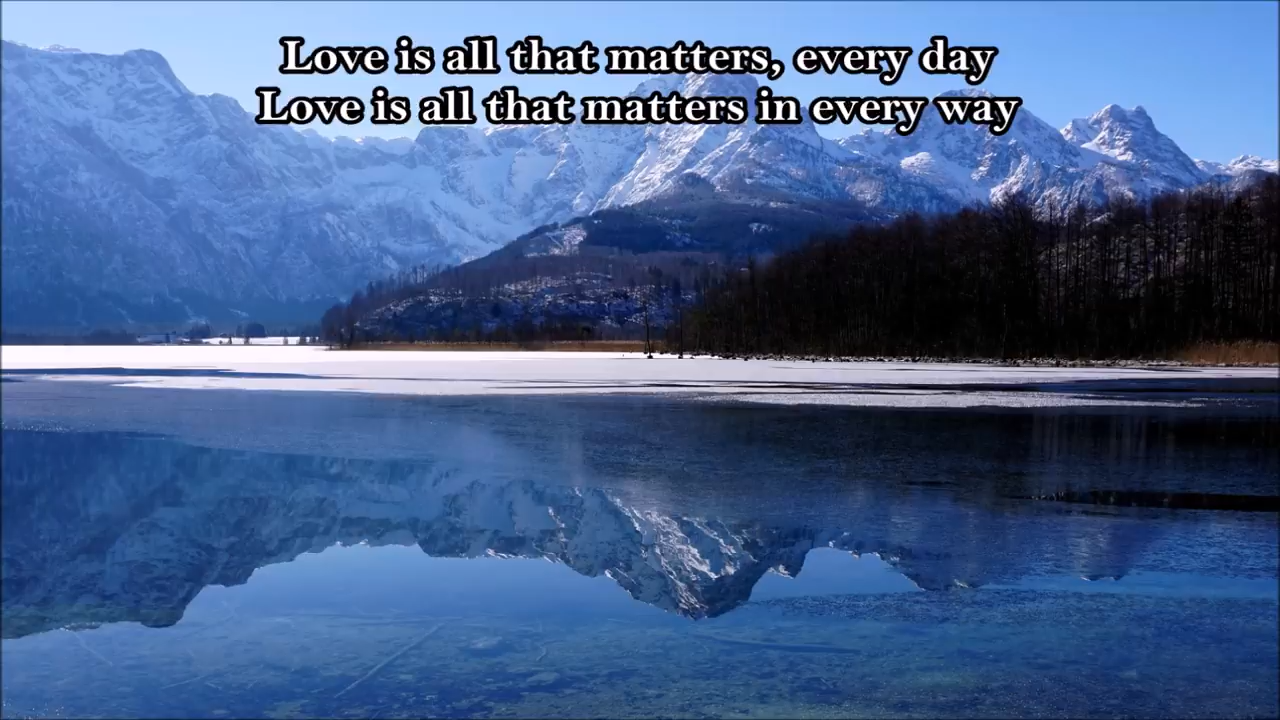 Love is all that matters, every day
Love is all that matters in every way